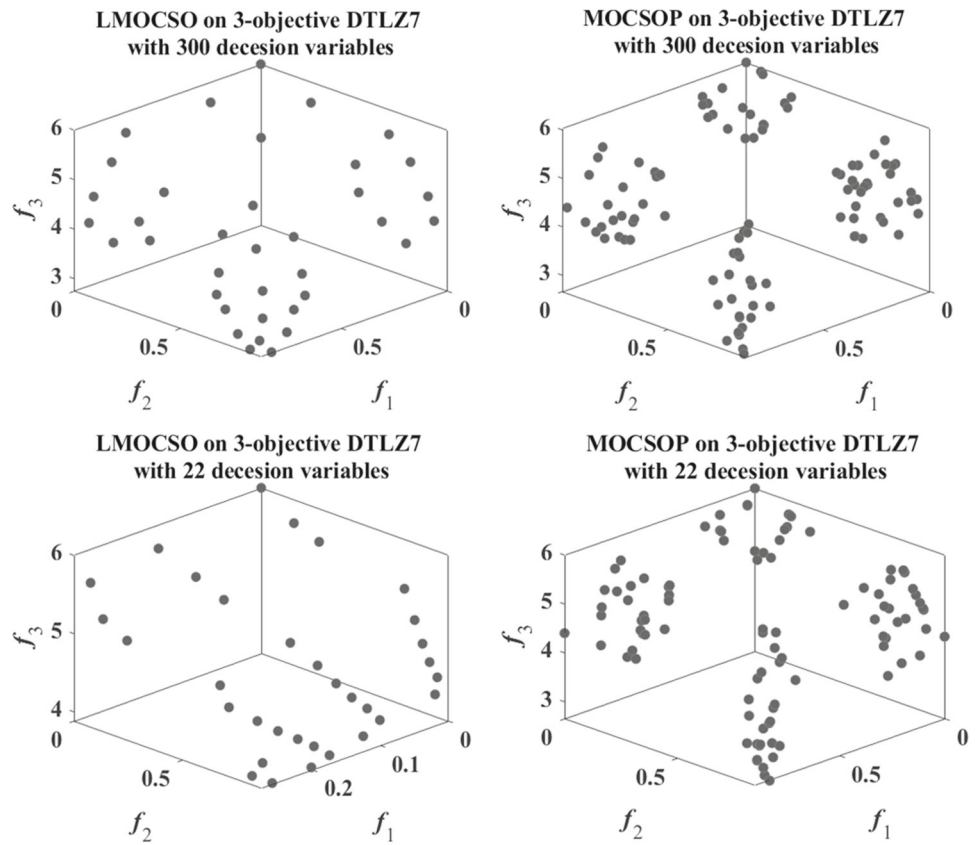 LMOCSO on 3-objective DTLZ7
with 300 decesion variables
6
5
4
3
f3
0
0.5
f2
0.5
0
f1
MOCSOP on 3-objective DTLZ7
with 300 decesion variables
6
5
4
3
f3
0
0.5
f2
0.5
0
f1
LMOCSO on 3-objective DTLZ7
with 22 decesion variables
6
5
4
f3
0
0.5
f2
0.2
0.1
0
f1
MOCSOP on 3-objective DTLZ7
with 22 decesion variables
6
5
4
3
f3
0
0.5
f2
0.5
0
f1